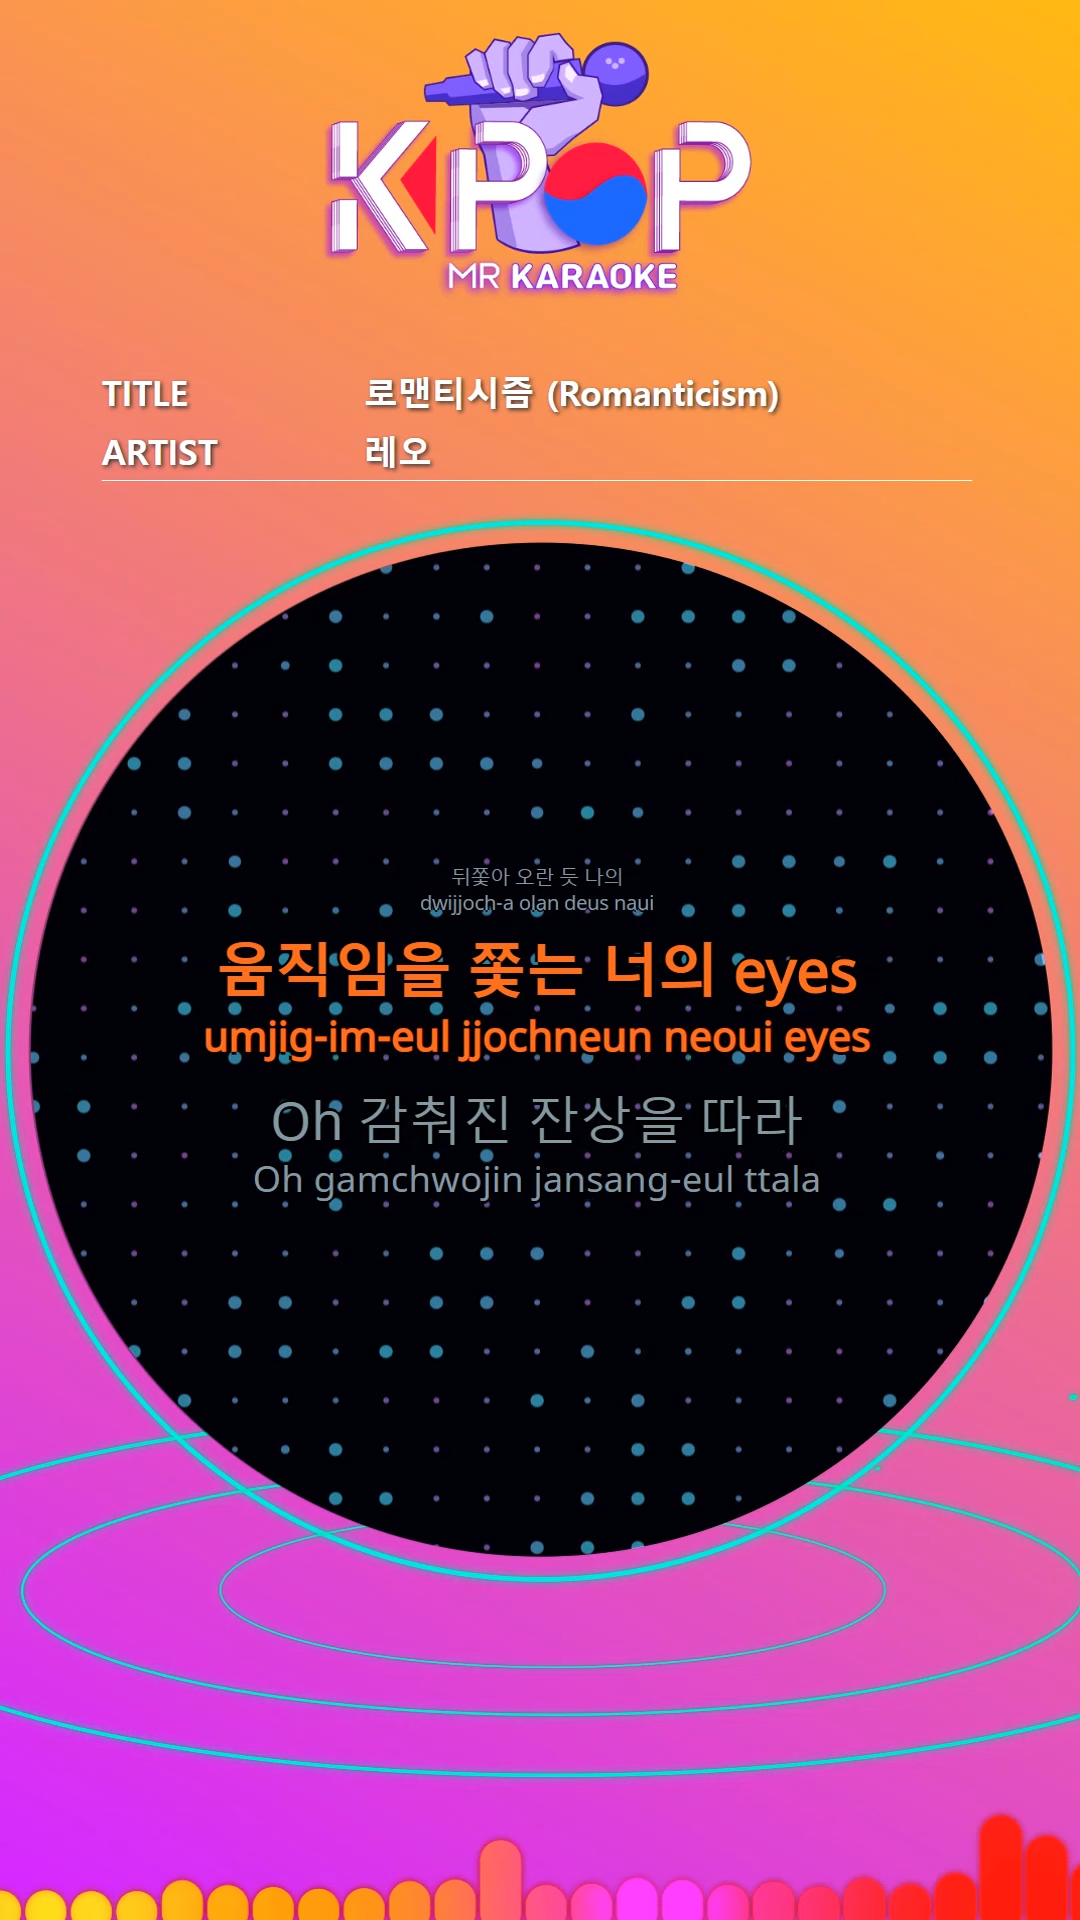 KPOP
MR KARAOKE
TITLE 로맨티시즘 (Romanticism)
ARTIST 레오
뒤쫓아 오란 듯 나의
dwijjoch-a olan deus naui
움직임을 쫓는 너의 eyes
umjig-im-eul jjochneun neoui eyes
Oh 감춰진 잔상을 따라
Oh gamchwojin jansang-eul ttala